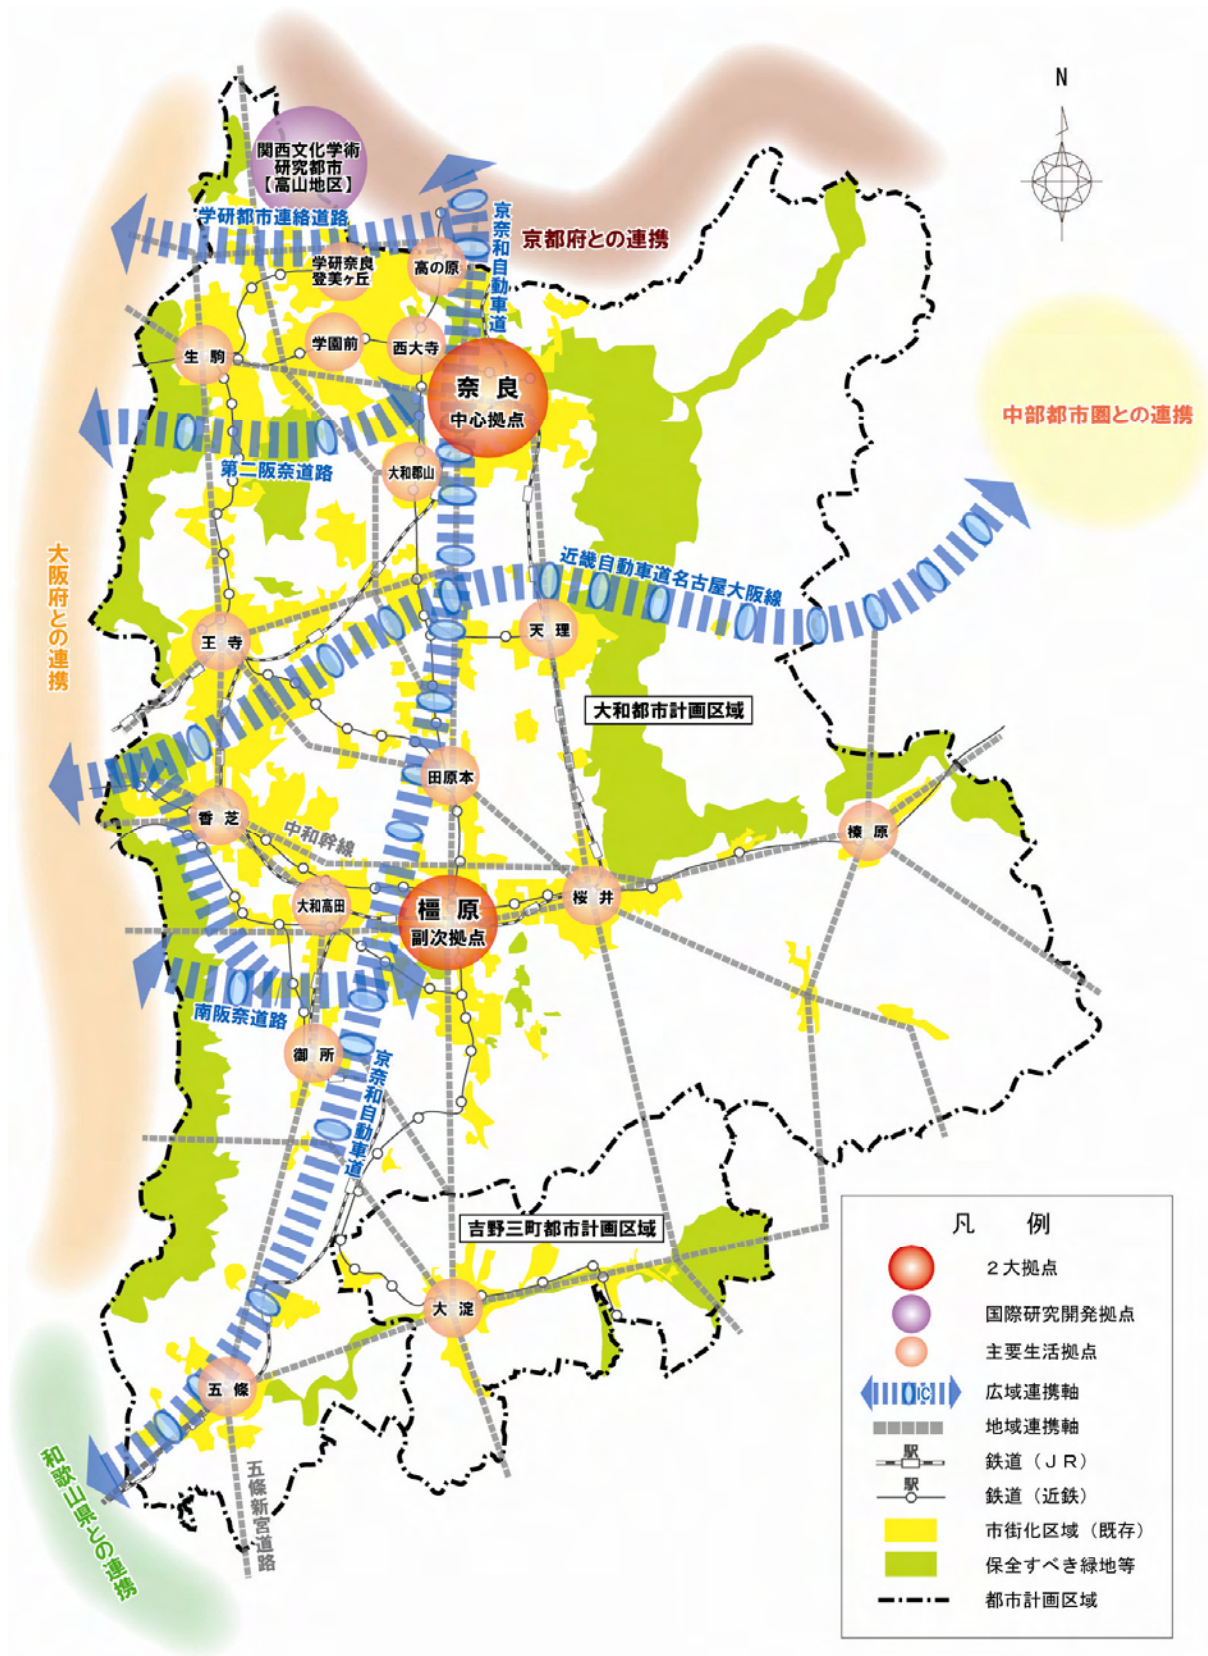 N
関西文化学術
研究都市
【高山地区】
学研都市連絡道路
京奈和自動車道
京都府との連携
学研奈良
登美ヶ丘
高の原
生駒
学園前
西大寺
奈良
中心拠点
中部都市圏との連携
第二阪奈道路
大和郡山
大阪府との連携
近畿自動車道名古屋大阪線
王寺
天理
大和都市計画区域
田原本
香芝
中和幹線
榛原
大和高田
橿原
副次拠点
桜井
南阪奈道路
御所
京奈和自動車道
吉野三町都市計画区域
大淀
五條
和歌山県との連携
五條新宮道路
凡例
2大拠点
国際研究開発拠点
主要生活拠点
IC
広域連携軸
地域連携軸
駅
鉄道(JR)
駅
鉄道(近鉄)
市街化区域(既存)
保全すべき緑地等
都市計画区域